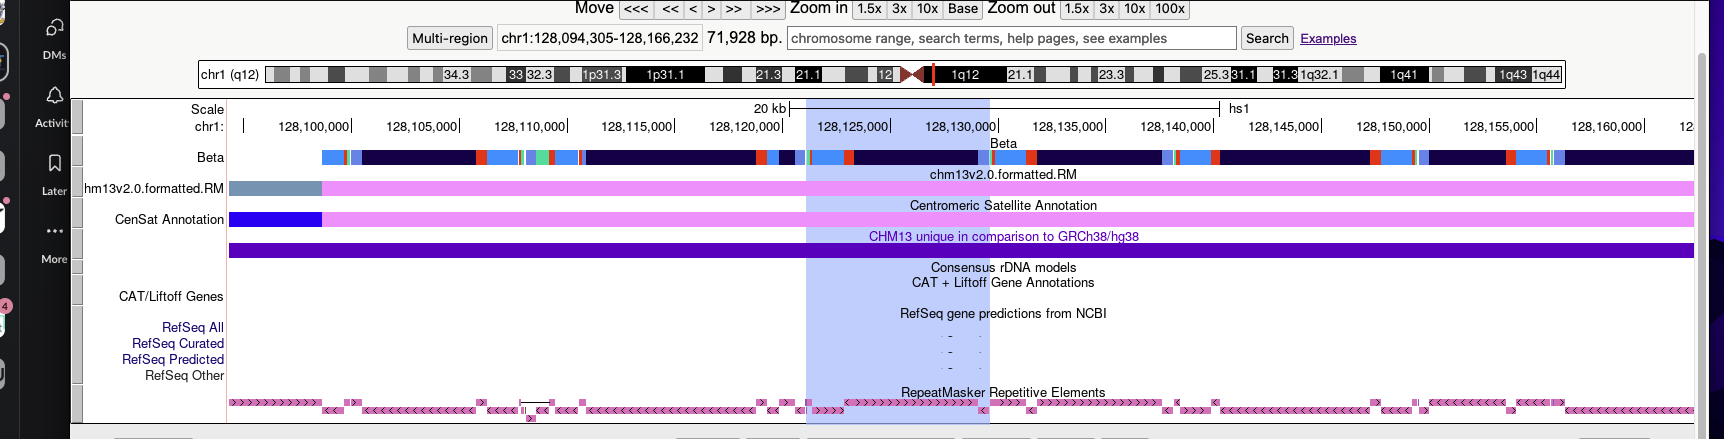 Move <<< << < > >> >>> Zoom in 1.5x 3x 10x Base Zoom out 1.5x 3x 10x 100x
Multi-region chr1:128,094,305-128,166,232 71,928 bp. chromosome range, search terms, help pages, see examples Search Examples
DMs
chr1 (q12) 34.3 33 32.3 1p31.3 1p31.1 21.3 21.1 12 1q12 21.1 23.3 25.3 31.1 31.3 1q32.1 1q41 1q43 1q44
Scale 20 kb hs1
Activit
chr1: 128,100,000 128,105,000 128,110,000 128,115,000 128,120,000 128,125,000 128,130,000 128,135,000 128,140,000 128,145,000 128,150,000 128,155,000 128,160,000 12
Beta
Beta
chm13v2.0.formatted.RM
Later
hm13v2.0.formatted.RM
Centromeric Satellite Annotation
CenSat Annotation
CHM13 unique in comparison to GRCh38/hg38
More
Consensus rDNA models
CAT + Liftoff Gene Annotations
CAT/Liftoff Genes
4
RefSeq gene predictions from NCBI
RefSeq All
RefSeq Curated
RefSeq Predicted
RefSeq Other
RepeatMasker Repetitive Elements